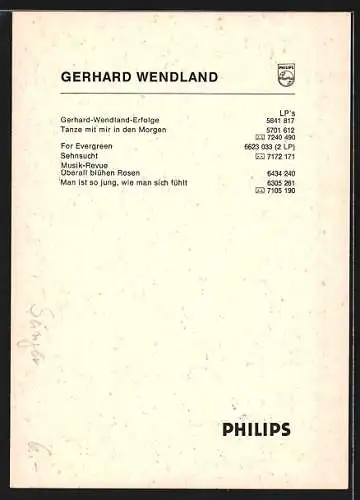 PHILIPS
GERHARD WENDLAND
LP's
Gerhard-Wendland-Erfolge 5841 817
Tanze mit mir in den Morgen 5701 612
7240 490
For Evergreen 6623 033 (2 LP)
Sehnsucht 7172 171
Musik-Revue
Überall blühen Rosen 6434 240
Man ist so jung, wie man sich fühlt 6305 261
7105 190
Sänger
6.-
PHILIPS